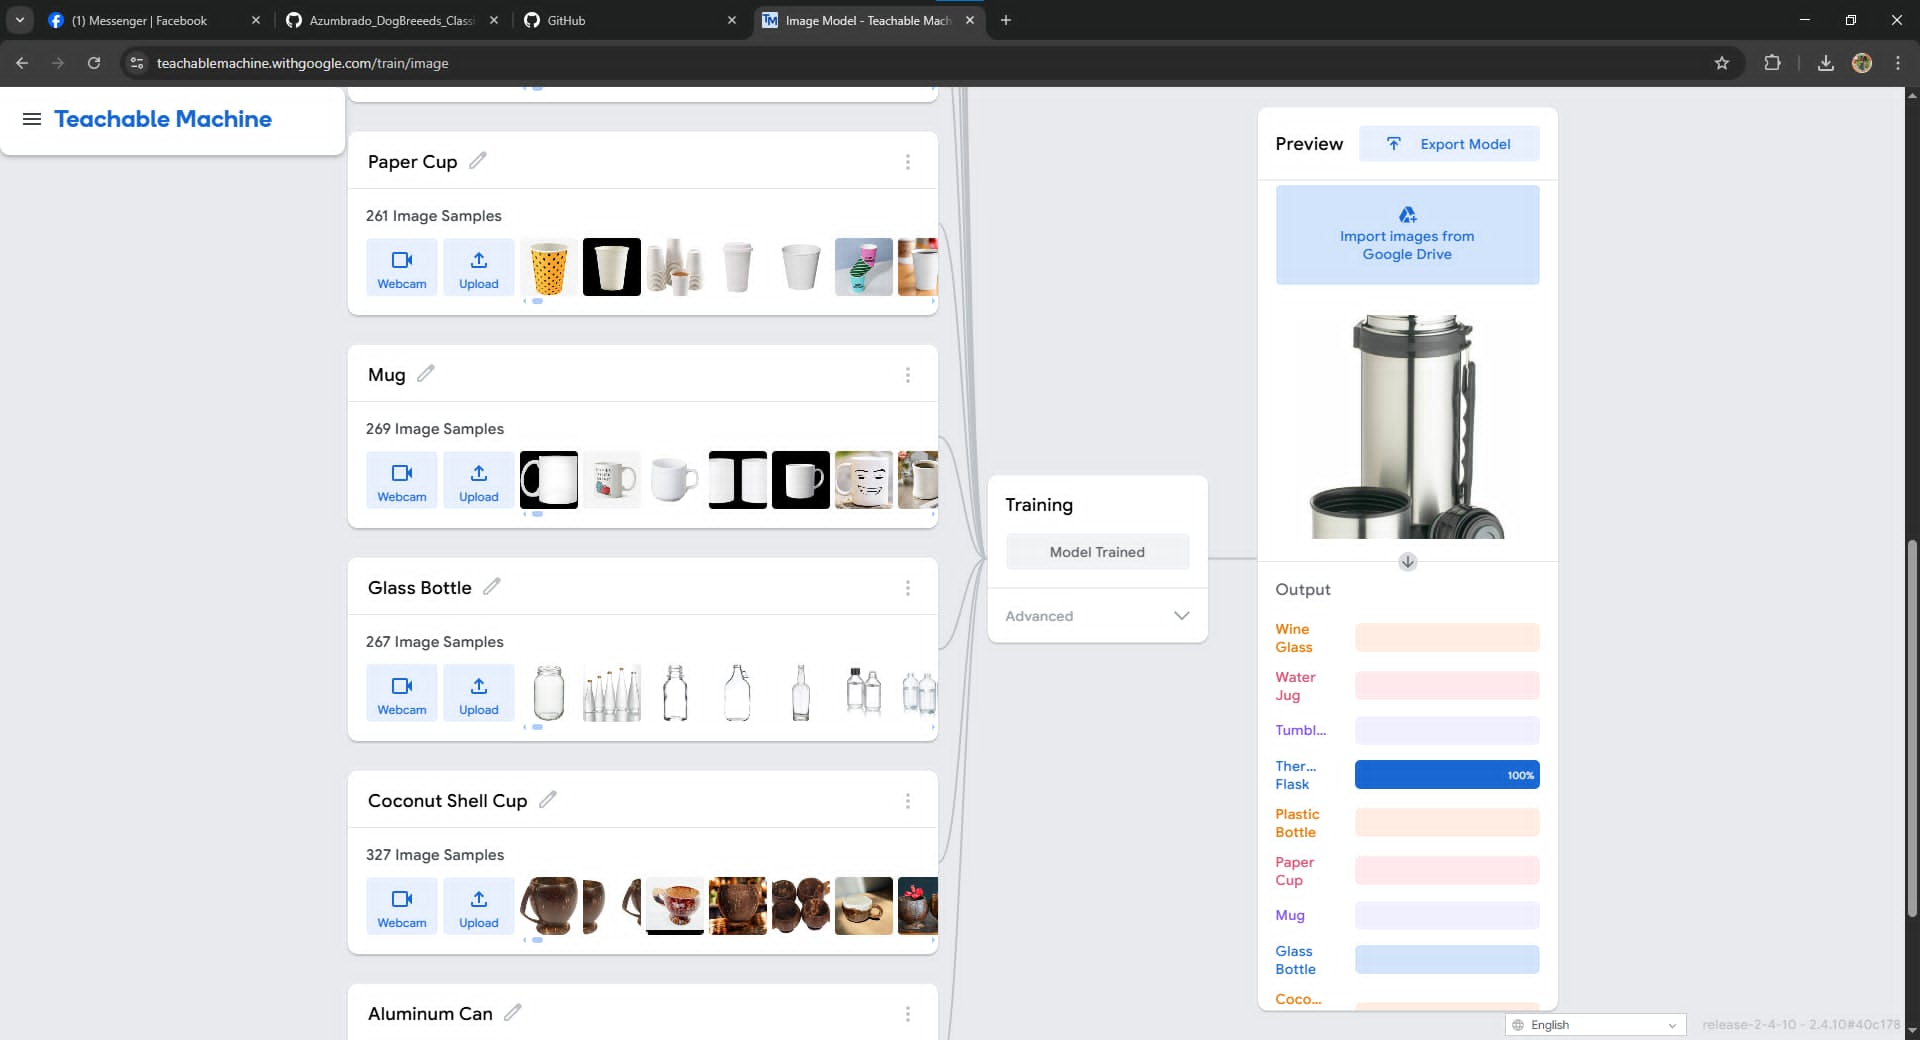 (1) Messenger | Facebook
Azumbrado_DogBreeeds_Classi
GitHub
Image Model - Teachable Mach
teachablemachine.withgoogle.com/train/image
Teachable Machine
Paper Cup
261 Image Samples
Webcam
Upload
Mug
269 Image Samples
Webcam
Upload
Glass Bottle
267 Image Samples
Webcam
Upload
Coconut Shell Cup
327 Image Samples
Webcam
Upload
Aluminum Can
Training
Model Trained
Advanced
Preview
Export Model
Import images from
Google Drive
Output
Wine
Glass
Water
Jug
Tumbl...
Ther...
Flask
100%
Plastic
Bottle
Paper
Cup
Mug
Glass
Bottle
Coco...
English
release-2-4-10 - 2.4.10#40c178